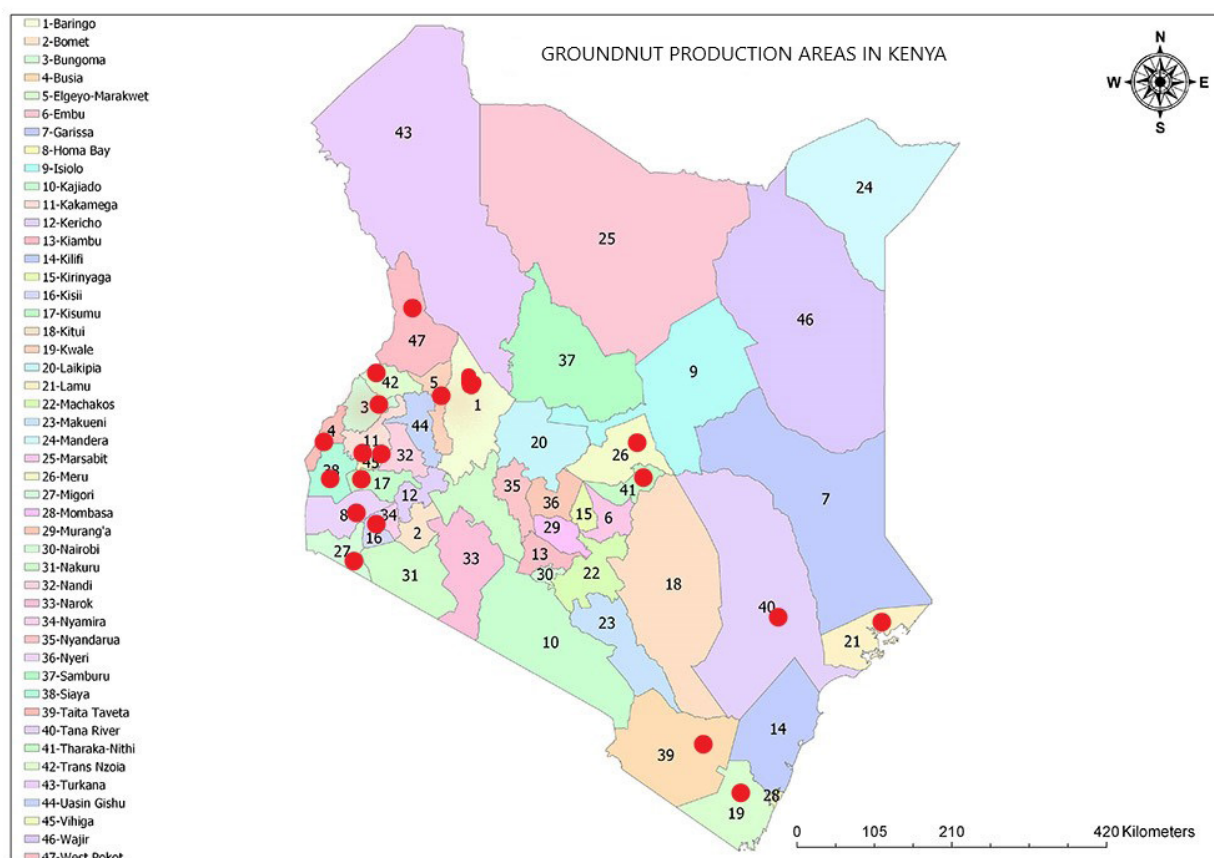 GROUNDNUT PRODUCTION AREAS IN KENYA
N
W E
S
1-Baringo
2-Bomet
3-Bungoma
4-Busia
5-Elgeyo-Marakwet
6-Embu
7-Garissa
8-Homa Bay
9-Isiolo
10-Kajiado
11-Kakamega
12-Kericho
13-Kiambu
14-Kilifi
15-Kirinyaga
16-Kisii
17-Kisumu
18-Kitui
19-Kwale
20-Laikipia
21-Lamu
22-Machakos
23-Makueni
24-Mandera
25-Marsabit
26-Meru
27-Migori
28-Mombasa
29-Murang'a
30-Nairobi
31-Nakuru
32-Nandi
33-Narok
34-Nyamira
35-Nyandarua
36-Nyeri
37-Samburu
38-Siaya
39-Taita Taveta
40-Tana River
41-Tharaka-Nithi
42-Trans Nzoia
43-Turkana
44-Uasin Gishu
45-Vihiga
46-Wajir
47-West Pokot
43
24
25
46
47
37
9
42
5
3
1
44
4
11
20
26
32
45
38
17
35
41
7
12
36
15
6
8
34
29
16
2
27
13
33
31
30
22
18
40
23
21
10
14
39
28
19
0 105 210 420 Kilometers